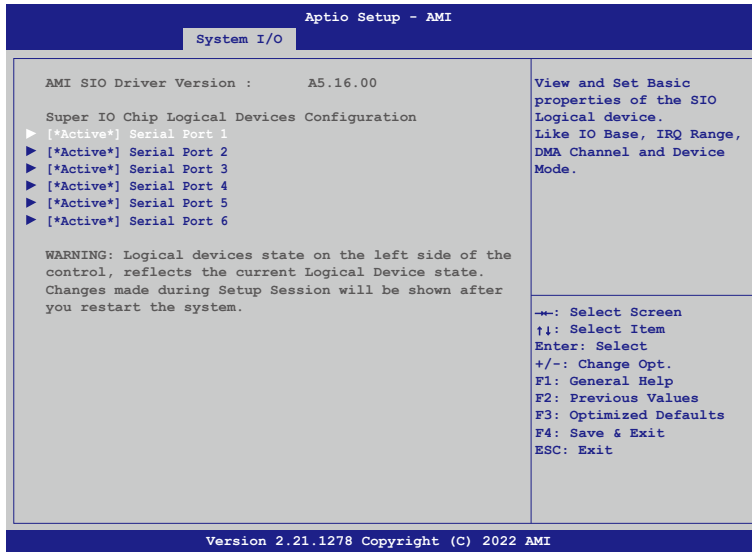 Aptio Setup - AMI
System I/O
AMI SIO Driver Version : A5.16.00
Super IO Chip Logical Devices Configuration
▶ [*Active*] Serial Port 1
▶ [*Active*] Serial Port 2
▶ [*Active*] Serial Port 3
▶ [*Active*] Serial Port 4
▶ [*Active*] Serial Port 5
▶ [*Active*] Serial Port 6
WARNING: Logical devices state on the left side of the
control, reflects the current Logical Device state.
Changes made during Setup Session will be shown after
you restart the system.
View and Set Basic
properties of the SIO
Logical device.
Like IO Base, IRQ Range,
DMA Channel and Device
Mode.
→←: Select Screen
↑↓: Select Item
Enter: Select
+/-: Change Opt.
F1: General Help
F2: Previous Values
F3: Optimized Defaults
F4: Save & Exit
ESC: Exit
Version 2.21.1278 Copyright (C) 2022 AMI